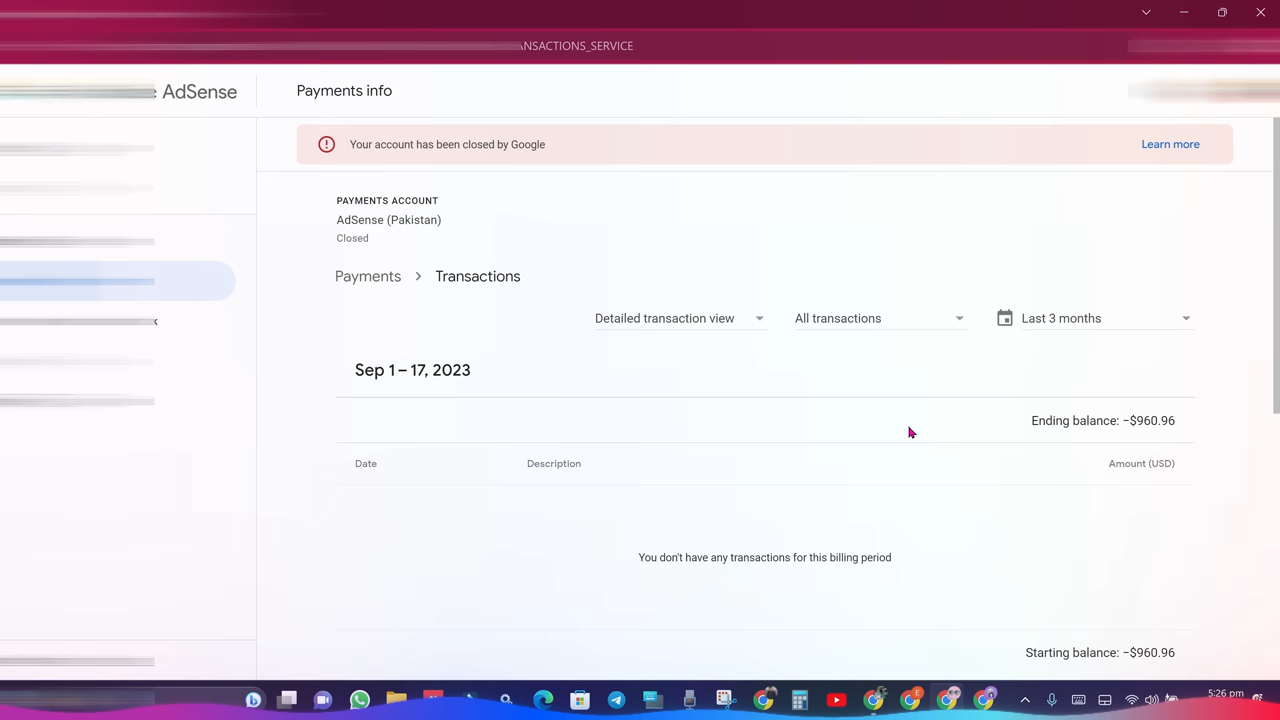 NSACTIONS_SERVICE
AdSense
Payments info
Your account has been closed by Google
Learn more
PAYMENTS ACCOUNT
AdSense (Pakistan)
Closed
Payments > Transactions
Detailed transaction view
All transactions
Last 3 months
Sep 1 – 17, 2023
Ending balance: −$960.96
Date
Description
Amount (USD)
You don't have any transactions for this billing period
Starting balance: −$960.96
5:26 pm